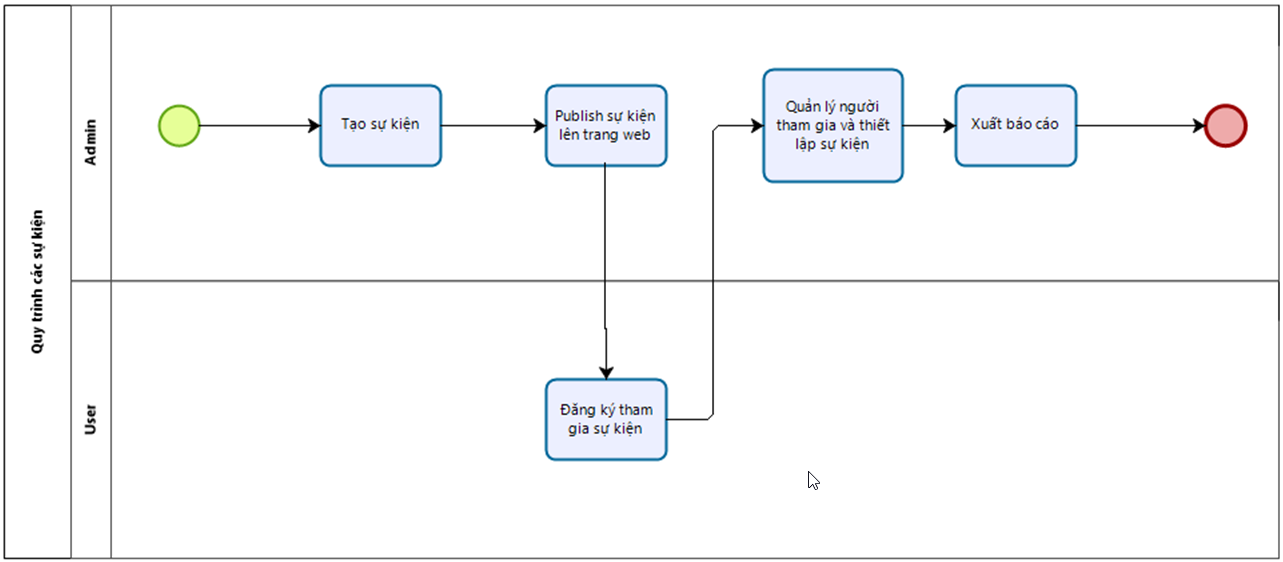 Quy trình các sự kiện
Admin
Tạo sự kiện
Publish sự kiện
lên trang web
Quản lý người
tham gia và thiết
lập sự kiện
Xuất báo cáo
User
Đăng ký tham
gia sự kiện